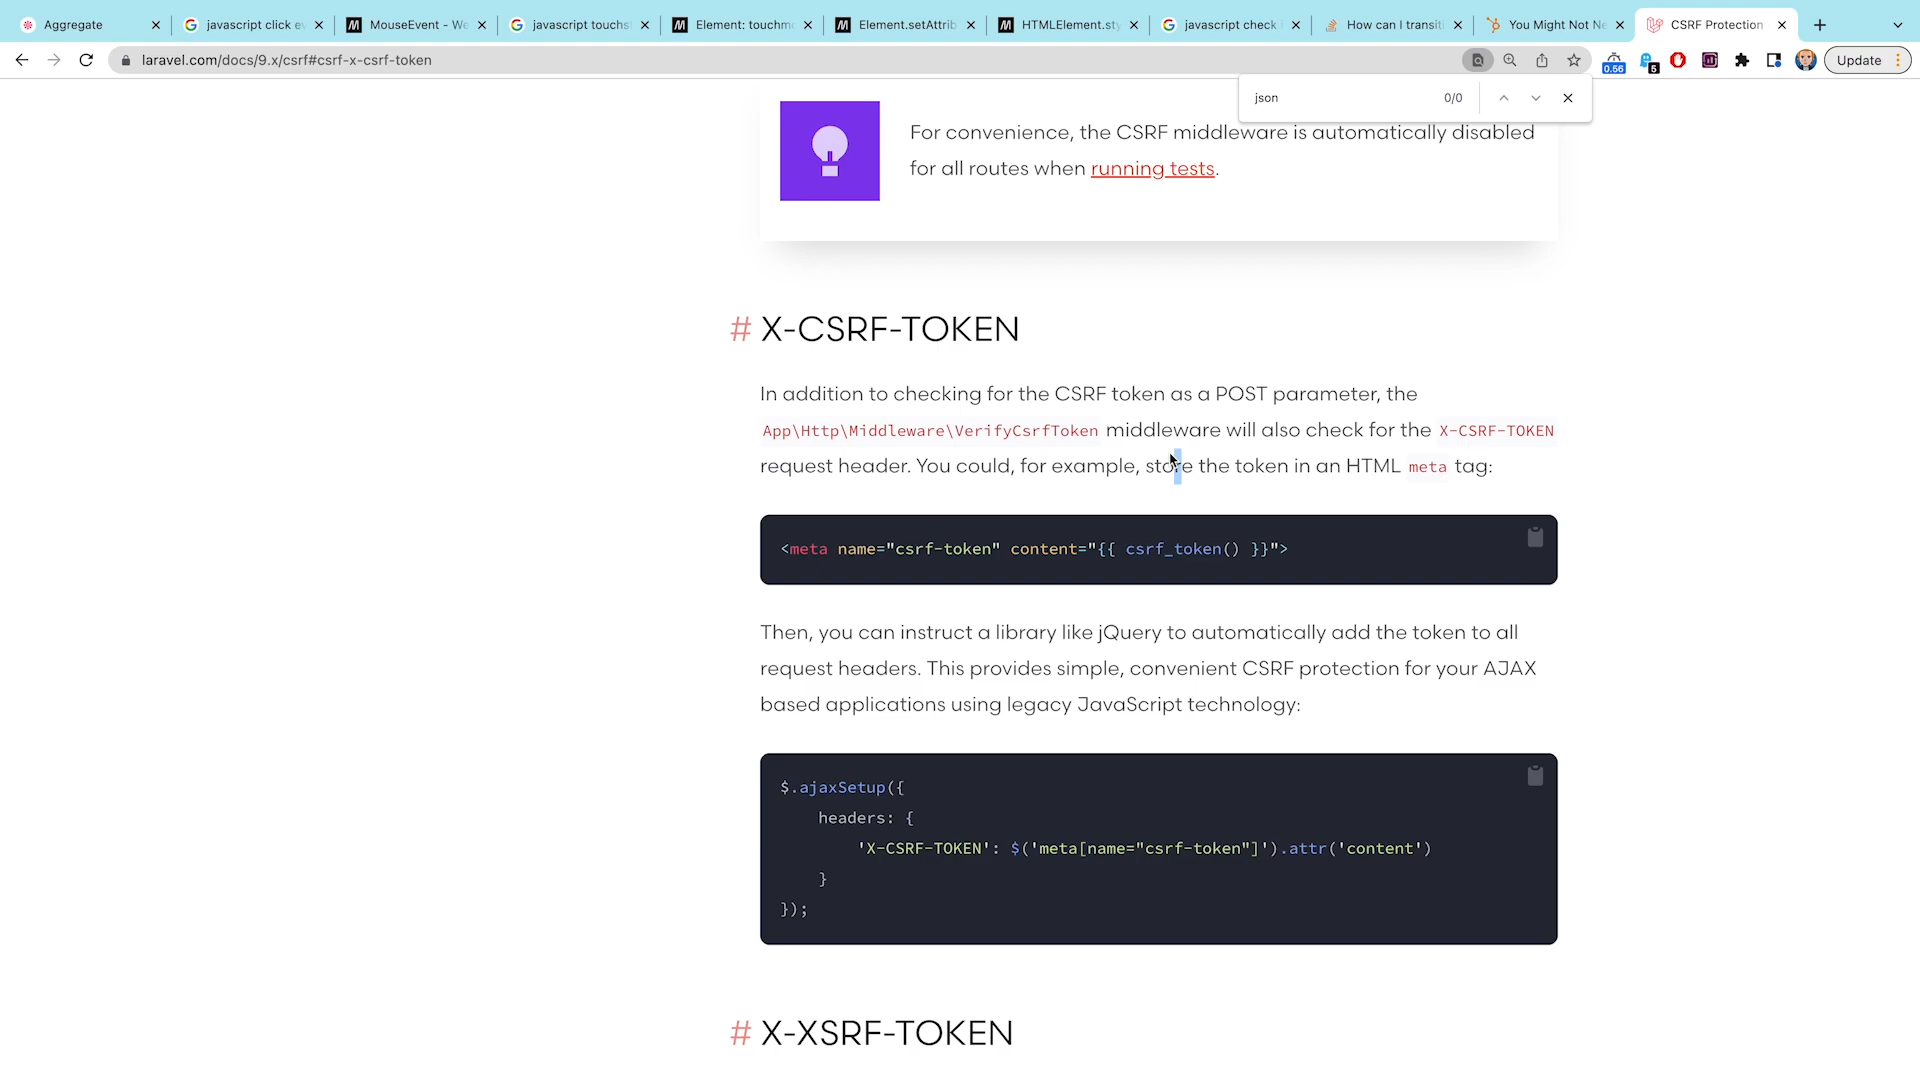 Aggregate
javascript click ev
MouseEvent - We
javascript touchs
Element: touchmo
Element.setAttrib
HTMLElement.sty
javascript check
How can I transiti
You Might Not Ne
CSRF Protection
laravel.com/docs/9.x/csrf#csrf-x-csrf-token
0.56
5
Update
json
0/0
For convenience, the CSRF middleware is automatically disabled
for all routes when running tests.
# X-CSRF-TOKEN
In addition to checking for the CSRF token as a POST parameter, the
App\Http\Middleware\VerifyCsrfToken middleware will also check for the X-CSRF-TOKEN
request header. You could, for example, store the token in an HTML meta tag:
<meta name="csrf-token" content="{{ csrf_token() }}">
Then, you can instruct a library like jQuery to automatically add the token to all
request headers. This provides simple, convenient CSRF protection for your AJAX
based applications using legacy JavaScript technology:
$.ajaxSetup({
headers: {
'X-CSRF-TOKEN': $('meta[name="csrf-token"]').attr('content')
}
});
# X-XSRF-TOKEN